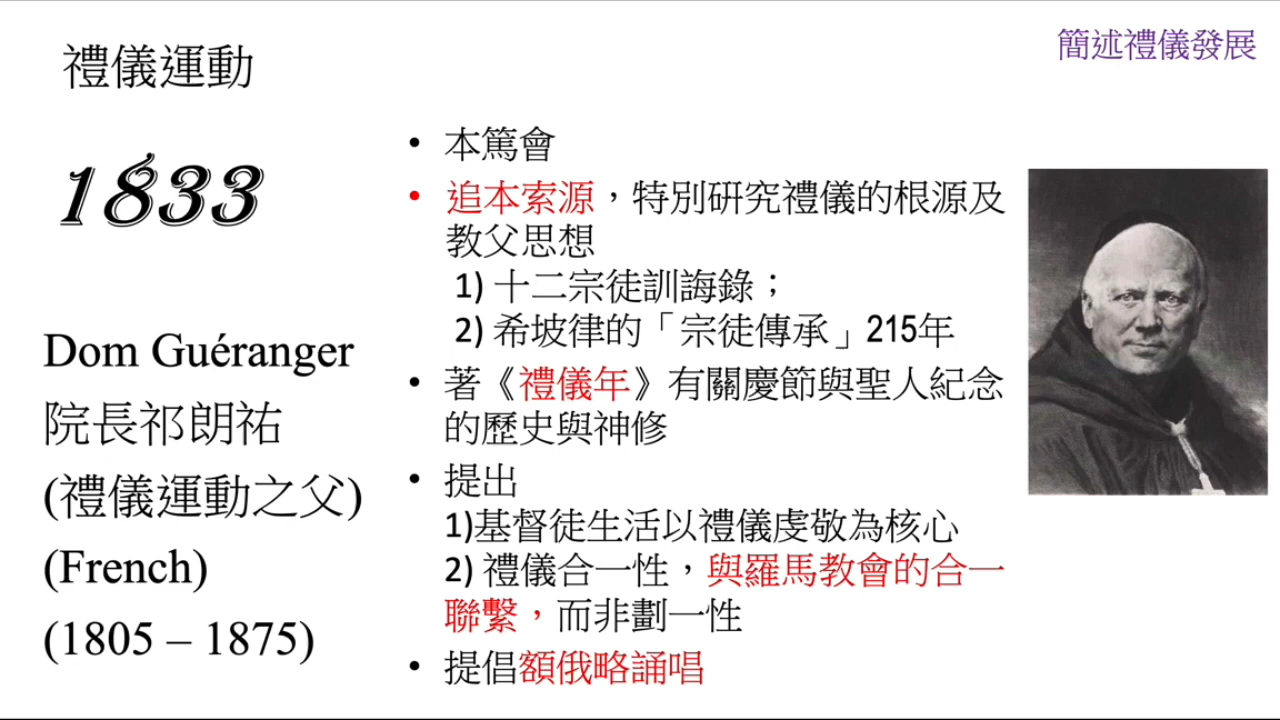 禮儀運動
簡述禮儀發展
1833
Dom Guéranger
院長祁朗祐
(禮儀運動之父)
(French)
(1805 – 1875)
• 本篤會
• 追本索源，特別研究禮儀的根源及
教父思想
1) 十二宗徒訓誨錄；
2) 希坡律的「宗徒傳承」215年
• 著《禮儀年》有關慶節與聖人紀念
的歷史與神修
• 提出
1)基督徒生活以禮儀虔敬為核心
2) 禮儀合一性，與羅馬教會的合一
聯繫，而非劃一性
• 提倡額俄略誦唱